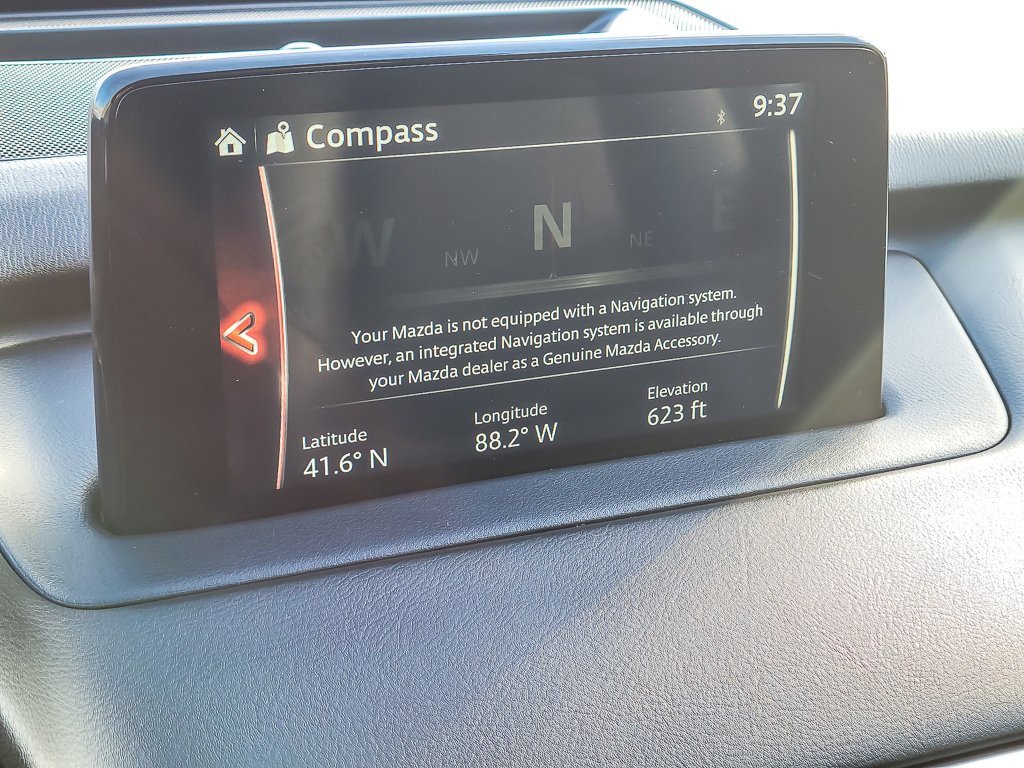 Compass
9:37
W NW N NE E
Your Mazda is not equipped with a Navigation system.
However, an integrated Navigation system is available through
your Mazda dealer as a Genuine Mazda Accessory.
Latitude Longitude Elevation
41.6° N 88.2° W 623 ft